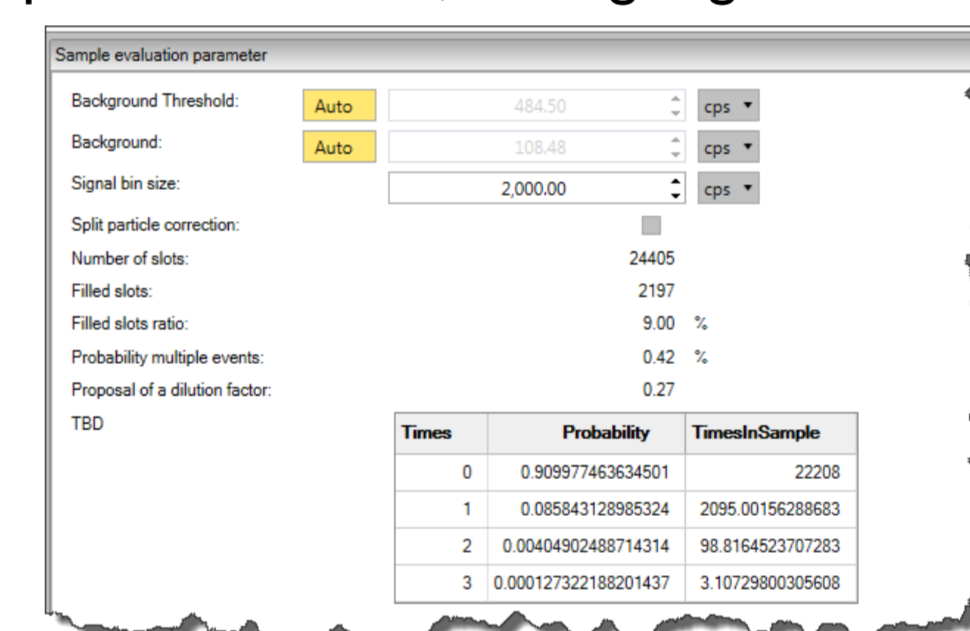 Sample evaluation parameter
Background Threshold: Auto 484.50 cps
Background: Auto 108.48 cps
Signal bin size: 2,000.00 cps
Split particle correction:
Number of slots: 24405
Filled slots: 2197
Filled slots ratio: 9.00 %
Probability multiple events: 0.42 %
Proposal of a dilution factor: 0.27
TBD
Times Probability TimesInSample
0 0.909977463634501 22208
1 0.085843128985324 2095.00156288683
2 0.00404902488714314 98.8164523707283
3 0.000127322188201437 3.10729800305608